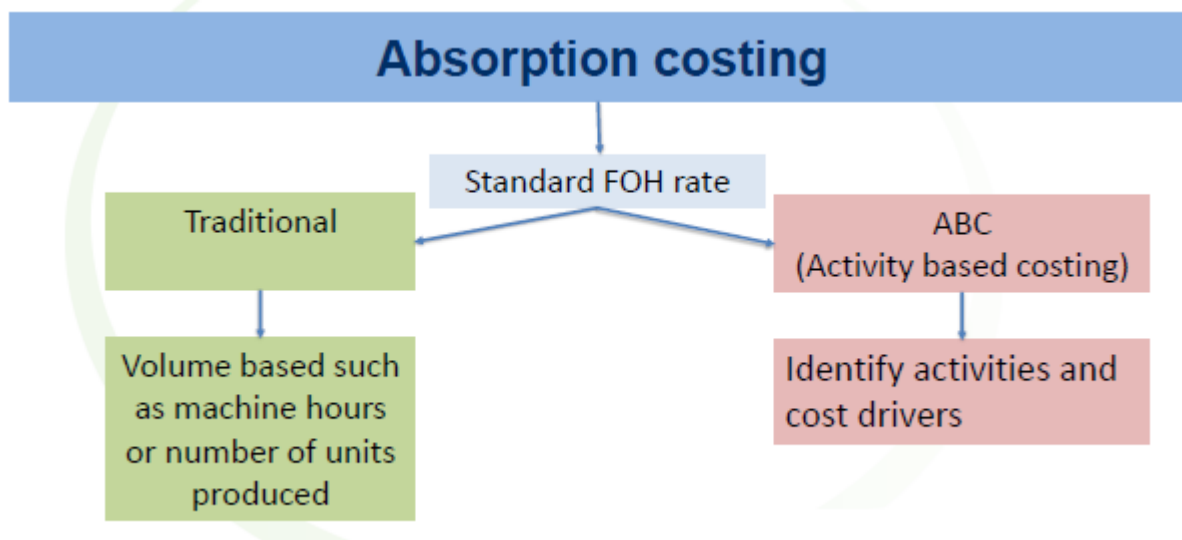 Absorption costing
Standard FOH rate
Traditional
Volume based such
as machine hours
or number of units
produced
ABC
(Activity based costing)
Identify activities and
cost drivers